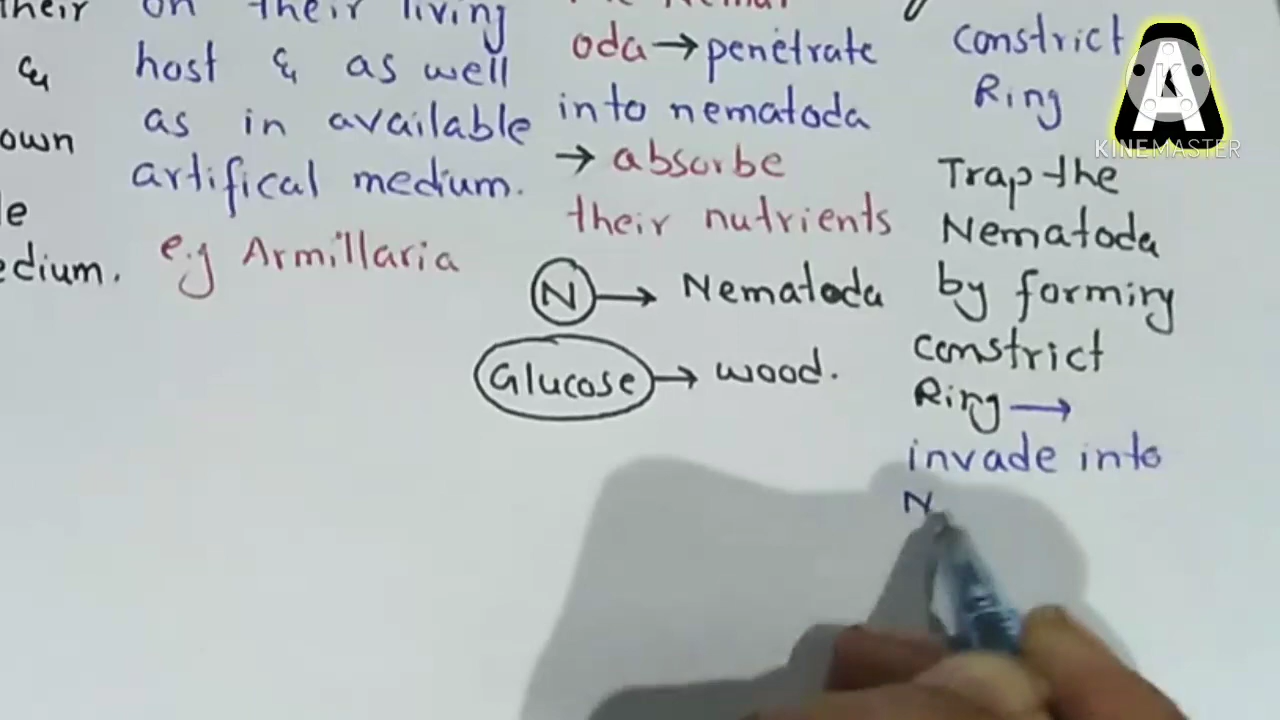 their
&
own
le
edium.
on their living
host & as well
as in available
artifical medium.
e.g Armillaria
oda → penetrate
into nematoda
→ absorbe
their nutrients
N → Nematoda
Glucose → wood.
constrict
Ring
Trap the
Nematoda
by forming
constrict
Ring →
invade into
N
K
KINEMASTER